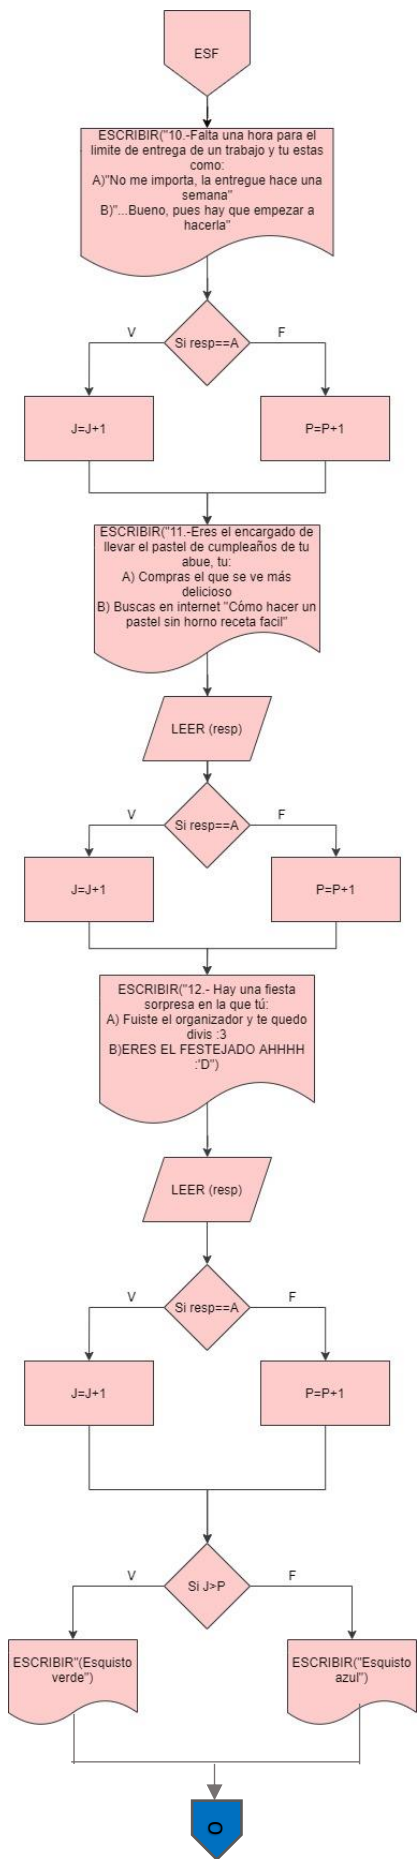 ESF
ESCRIBIR("10.-Falta una hora para el
limite de entrega de un trabajo y tu estas
como:
A)"No me importa, la entregue hace una
semana"
B)"...Bueno, pues hay que empezar a
hacerla"
Si resp==A
V
F
J=J+1
P=P+1
ESCRIBIR("11.-Eres el encargado de
llevar el pastel de cumpleaños de tu
abue, tu:
A) Compras el que se ve más
delicioso
B) Buscas en internet "Cómo hacer un
pastel sin horno receta facil"
LEER (resp)
V
F
Si resp==A
J=J+1
P=P+1
ESCRIBIR("12.- Hay una fiesta
sorpresa en la que tú:
A) Fuiste el organizador y te quedo
divis :3
B)ERES EL FESTEJADO AHHHH
:'D")
LEER (resp)
V
F
Si resp==A
J=J+1
P=P+1
V
F
Si J>P
ESCRIBIR"(Esquisto
verde")
ESCRIBIR("Esquisto
azul")
O